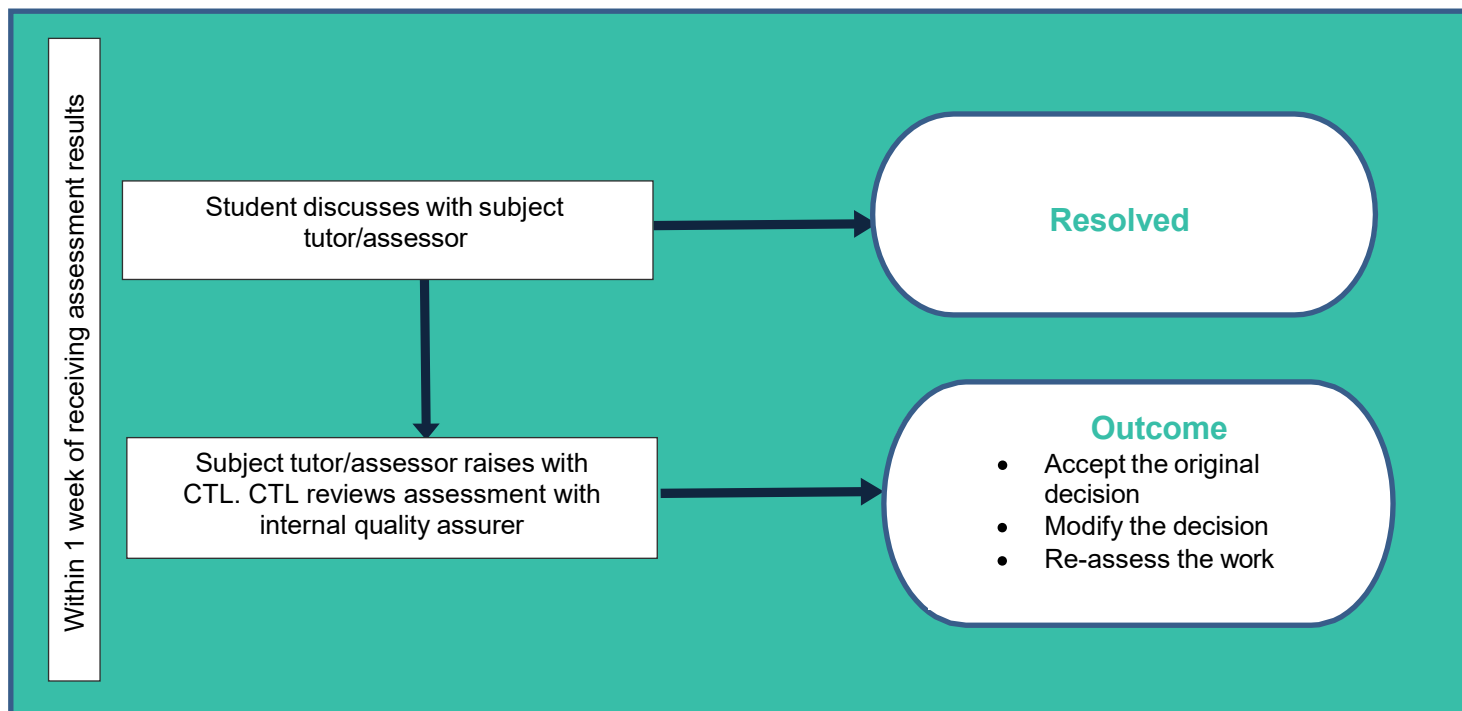 Within 1 week of receiving assessment results
Student discusses with subject
tutor/assessor
Resolved
Subject tutor/assessor raises with
CTL. CTL reviews assessment with
internal quality assurer
Outcome
• Accept the original
decision
• Modify the decision
• Re-assess the work